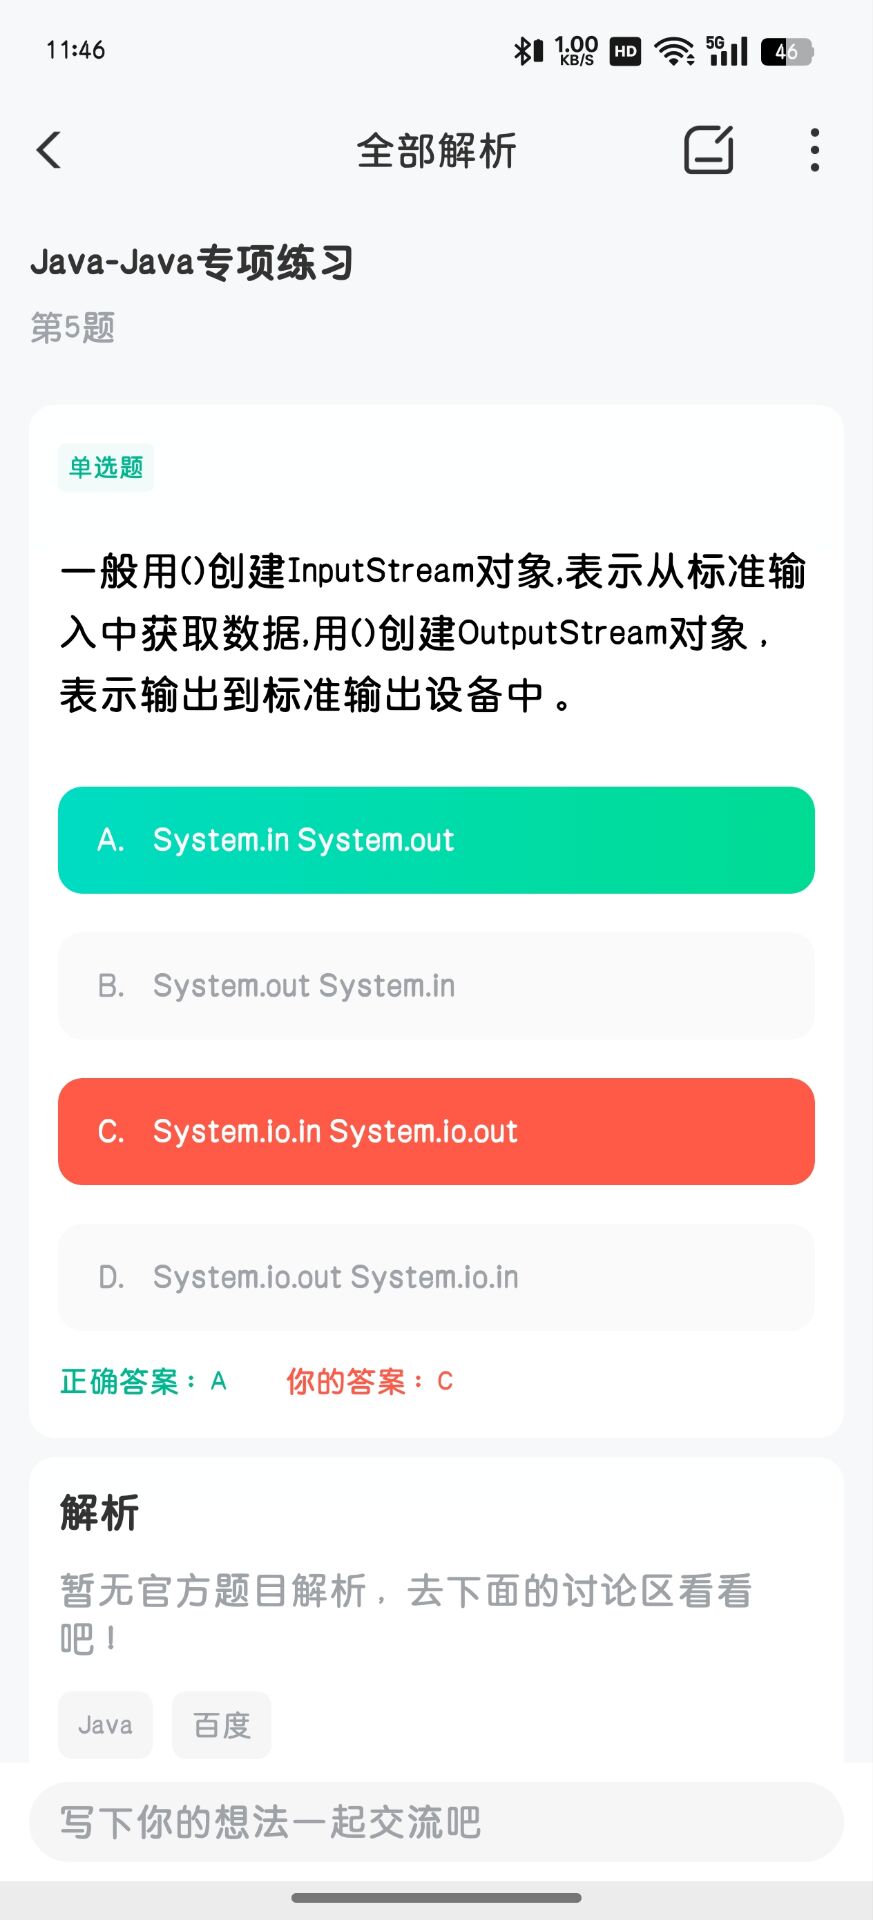 11:46
1.00 KB/S HD 5G 46
全部解析
Java-Java专项练习
第5题
单选题
一般用()创建InputStream对象,表示从标准输
入中获取数据,用()创建OutputStream对象，
表示输出到标准输出设备中。
A. System.in System.out
B. System.out System.in
C. System.io.in System.io.out
D. System.io.out System.io.in
正确答案：A 你的答案：C
解析
暂无官方题目解析，去下面的讨论区看看
吧！
Java 百度
写下你的想法一起交流吧